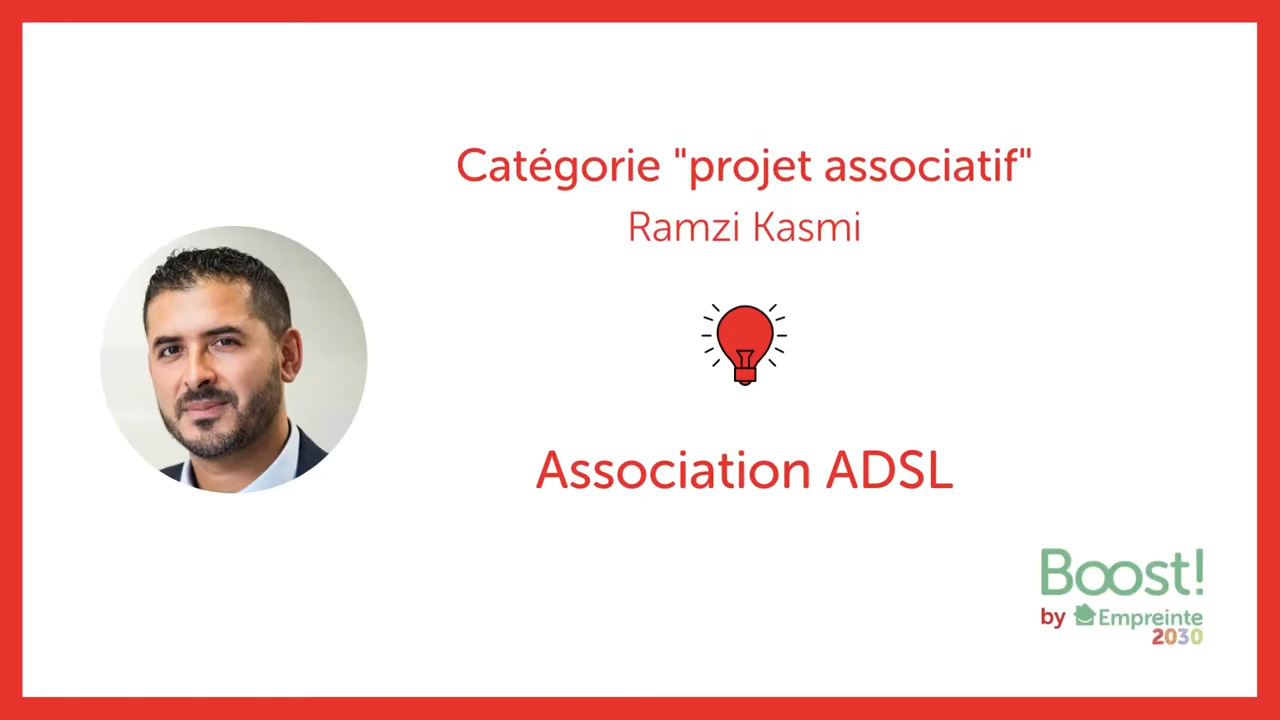 Catégorie "projet associatif"
Ramzi Kasmi
Association ADSL
Boost!
by Empreinte
2030